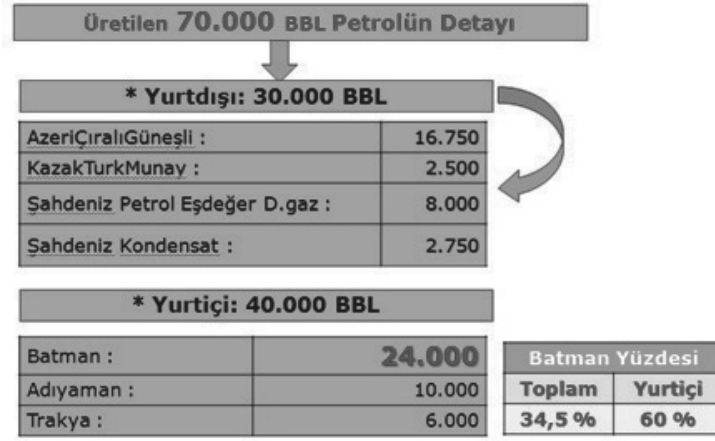 Üretilen 70.000 BBL Petrolün Detayı
* Yurtdışı: 30.000 BBL
AzeriÇıralıGüneşli : 16.750
KazakTurkMunay : 2.500
Şahdeniz Petrol Eşdeğer D.gaz : 8.000
Şahdeniz Kondensat : 2.750
* Yurtiçi: 40.000 BBL
Batman : 24.000
Adıyaman : 10.000
Trakya : 6.000
Batman Yüzdesi
Toplam Yurtiçi
34,5 % 60 %